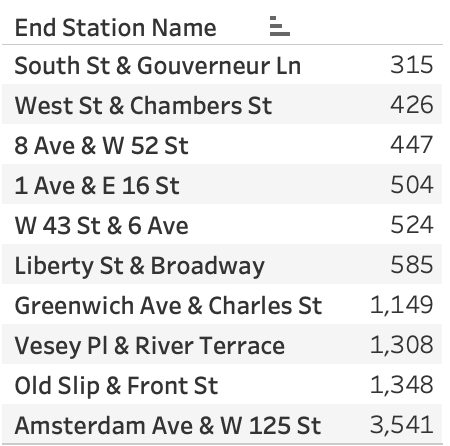 End Station Name
South St & Gouverneur Ln 315
West St & Chambers St 426
8 Ave & W 52 St 447
1 Ave & E 16 St 504
W 43 St & 6 Ave 524
Liberty St & Broadway 585
Greenwich Ave & Charles St 1,149
Vesey Pl & River Terrace 1,308
Old Slip & Front St 1,348
Amsterdam Ave & W 125 St 3,541